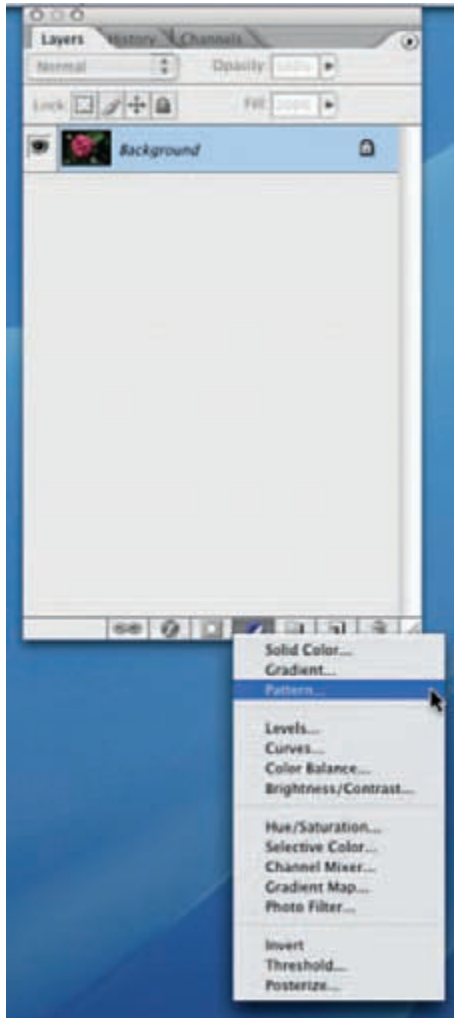 Layers History Channels
Normal Opacity:
Lock: Fill:
Background
Solid Color...
Gradient...
Pattern...
Levels...
Curves...
Color Balance...
Brightness/Contrast...
Hue/Saturation...
Selective Color...
Channel Mixer...
Gradient Map...
Photo Filter...
Invert
Threshold...
Posterize...